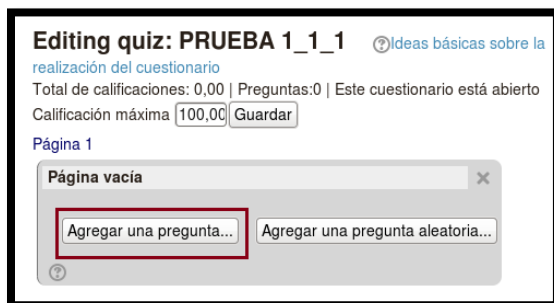 Editing quiz: PRUEBA 1_1_1 Ideas básicas sobre la
realización del cuestionario
Total de calificaciones: 0,00 | Preguntas:0 | Este cuestionario está abierto
Calificación máxima 100,00 Guardar
Página 1
Página vacía
Agregar una pregunta... Agregar una pregunta aleatoria...